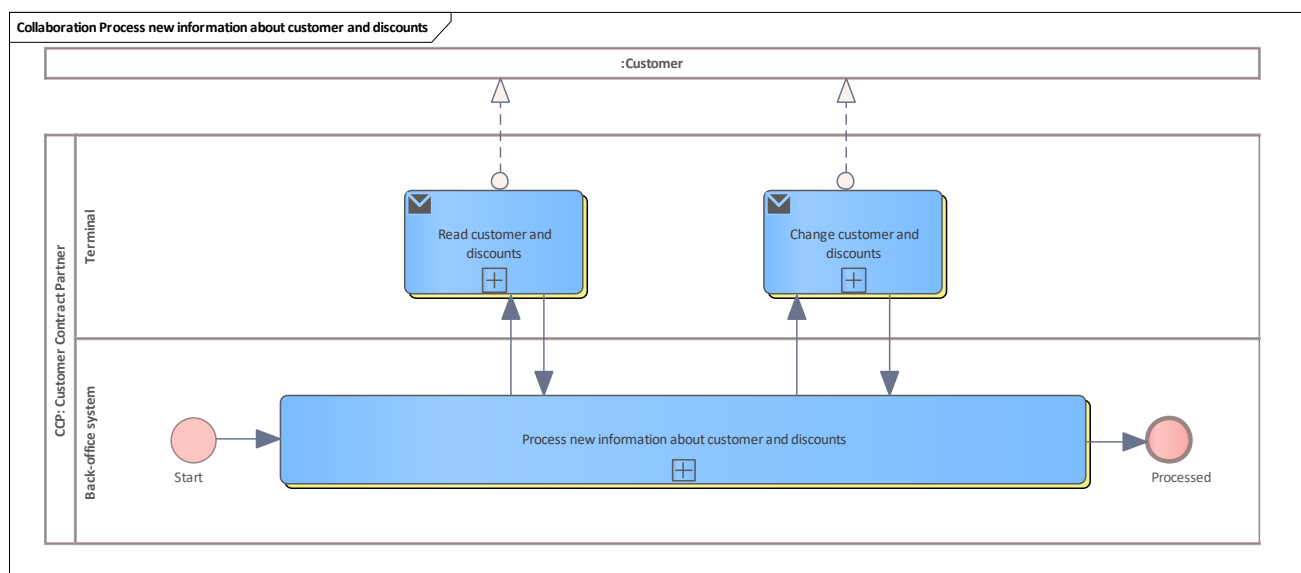 Collaboration Process new information about customer and discounts
:Customer
CCP: Customer Contract Partner
Terminal
Read customer and
discounts
Change customer and
discounts
Back-office system
Start
Process new information about customer and discounts
Processed